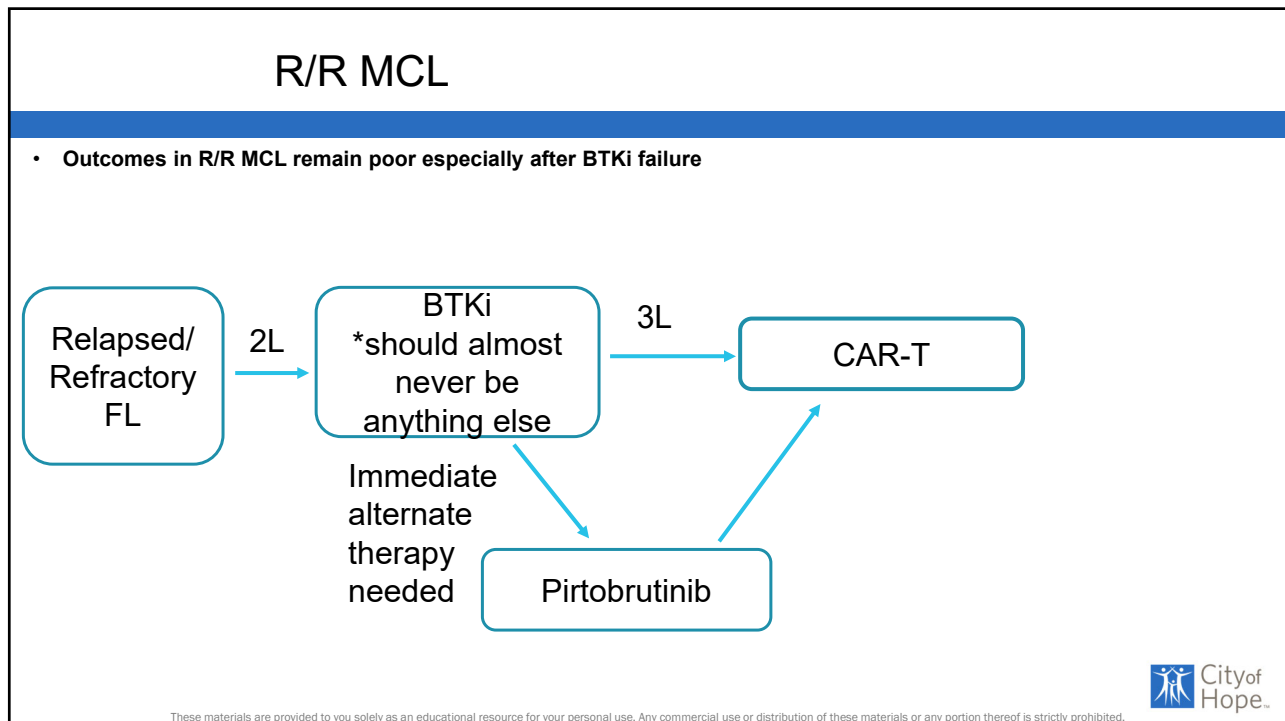 R/R MCL
• Outcomes in R/R MCL remain poor especially after BTKi failure
Relapsed/
Refractory
FL
2L
BTKi
*should almost
never be
anything else
3L
CAR-T
Immediate
alternate
therapy
needed
Pirtobrutinib
City of
Hope™
These materials are provided to you solely as an educational resource for your personal use. Any commercial use or distribution of these materials or any portion thereof is strictly prohibited.